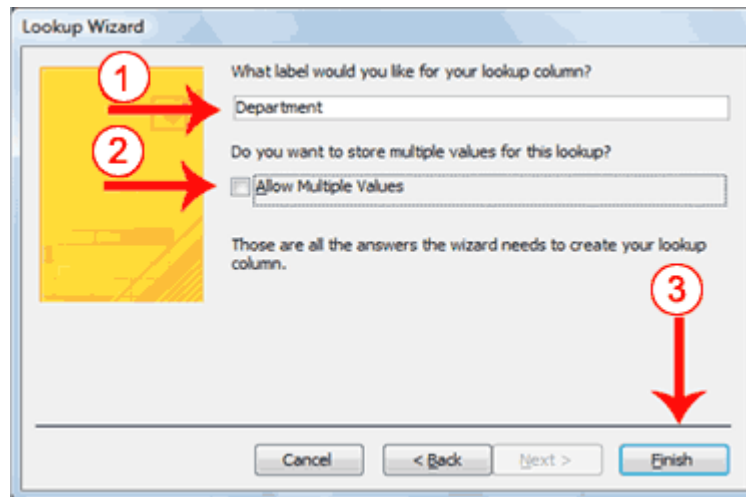 Lookup Wizard
1
What label would you like for your lookup column?
Department
2
Do you want to store multiple values for this lookup?
Allow Multiple Values
Those are all the answers the wizard needs to create your lookup
column.
3
Cancel < Back Next > Finish